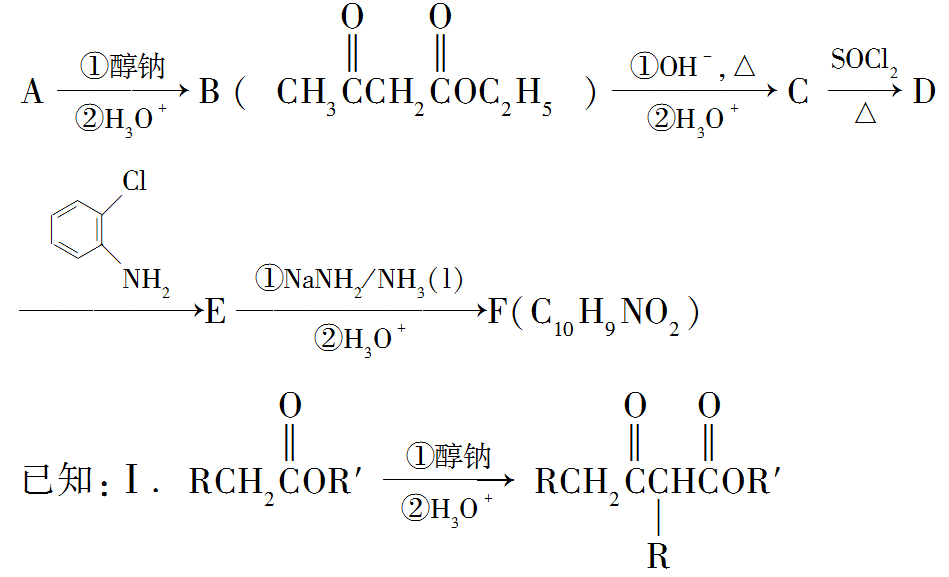 A ①醇钠 ②H₃O⁺ B ( CH₃CCH₂COC₂H₅ O O ) ①OH⁻,△ ②H₃O⁺ C SOCl₂ △ D
Cl NH₂ E ①NaNH₂/NH₃(l) ②H₃O⁺ F(C₁₀H₉NO₂)
已知:Ⅰ. RCH₂COR′ O ①醇钠 ②H₃O⁺ RCH₂CCHCOR′ O O R